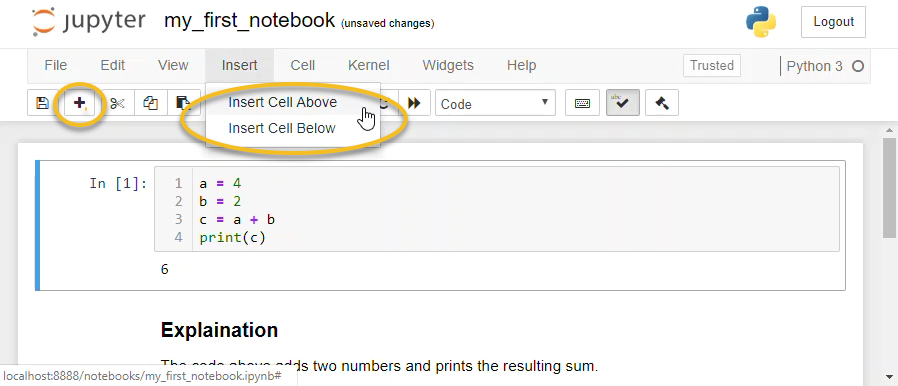 jupyter my_first_notebook (unsaved changes) Logout
File Edit View Insert Cell Kernel Widgets Help Trusted Python 3
Insert Cell Above Code abc
Insert Cell Below
In [1]: 1 a = 4
2 b = 2
3 c = a + b
4 print(c)
6
Explaination
The code above adds two numbers and prints the resulting sum.
localhost:8888/notebooks/my_first_notebook.ipynb#